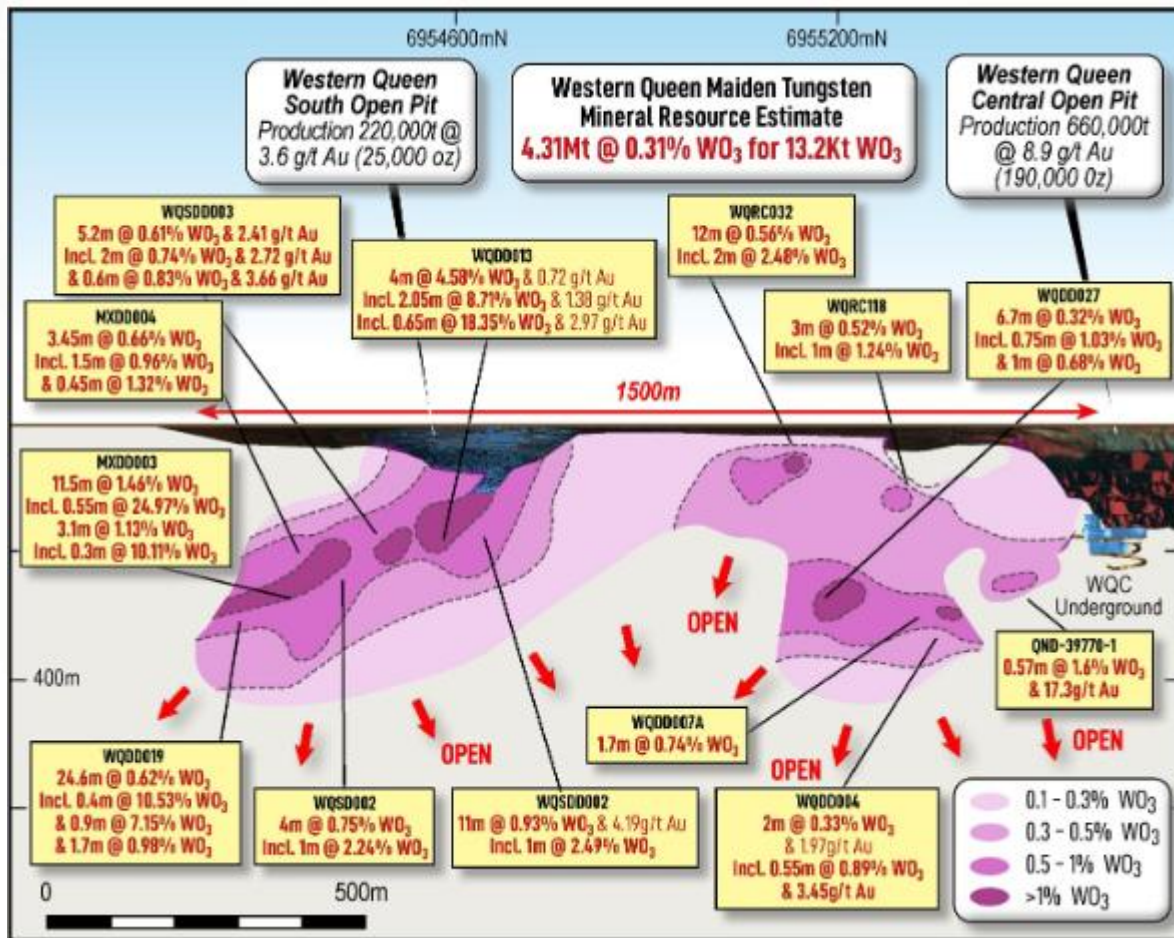 6954600mN
6955200mN
Western Queen
South Open Pit
Production 220,000t @
3.6 g/t Au (25,000 oz)
Western Queen Maiden Tungsten
Mineral Resource Estimate
4.31Mt @ 0.31% WO₃ for 13.2Kt WO₃
Western Queen
Central Open Pit
Production 660,000t
@ 8.9 g/t Au
(190,000 0z)
WQSDD003
5.2m @ 0.61% WO₃ & 2.41 g/t Au
Incl. 2m @ 0.74% WO₃ & 2.72 g/t Au
& 0.6m @ 0.83% WO₃ & 3.66 g/t Au
WQDD013
4m @ 4.58% WO₃ & 0.72 g/t Au
Incl. 2.05m @ 8.71% WO₃ & 1.38 g/t Au
Incl. 0.65m @ 18.35% WO₃ & 2.97 g/t Au
WQRC032
12m @ 0.56% WO₃
Incl. 2m @ 2.48% WO₃
WQRC118
3m @ 0.52% WO₃
Incl. 1m @ 1.24% WO₃
WQDD027
6.7m @ 0.32% WO₃
Incl. 0.75m @ 1.03% WO₃
& 1m @ 0.68% WO₃
MXDD004
3.45m @ 0.66% WO₃
Incl. 1.5m @ 0.96% WO₃
& 0.45m @ 1.32% WO₃
1500m
MXDD003
11.5m @ 1.46% WO₃
Incl. 0.55m @ 24.97% WO₃
3.1m @ 1.13% WO₃
Incl. 0.3m @ 10.11% WO₃
WQC
Underground
OPEN
QND-39770-1
0.57m @ 1.6% WO₃
& 17.3g/t Au
400m
WQDD007A
1.7m @ 0.74% WO₃
OPEN
OPEN
OPEN
WQDD019
24.6m @ 0.62% WO₃
Incl. 0.4m @ 10.53% WO₃
& 0.9m @ 7.15% WO₃
& 1.7m @ 0.98% WO₃
WQSD002
4m @ 0.75% WO₃
Incl. 1m @ 2.24% WO₃
WQSDD002
11m @ 0.93% WO₃ & 4.19g/t Au
Incl. 1m @ 2.49% WO₃
WQDD004
2m @ 0.33% WO₃
& 1.97g/t Au
Incl. 0.55m @ 0.89% WO₃
& 3.45g/t Au
0.1 - 0.3% WO₃
0.3 - 0.5% WO₃
0.5 - 1% WO₃
>1% WO₃
0
500m